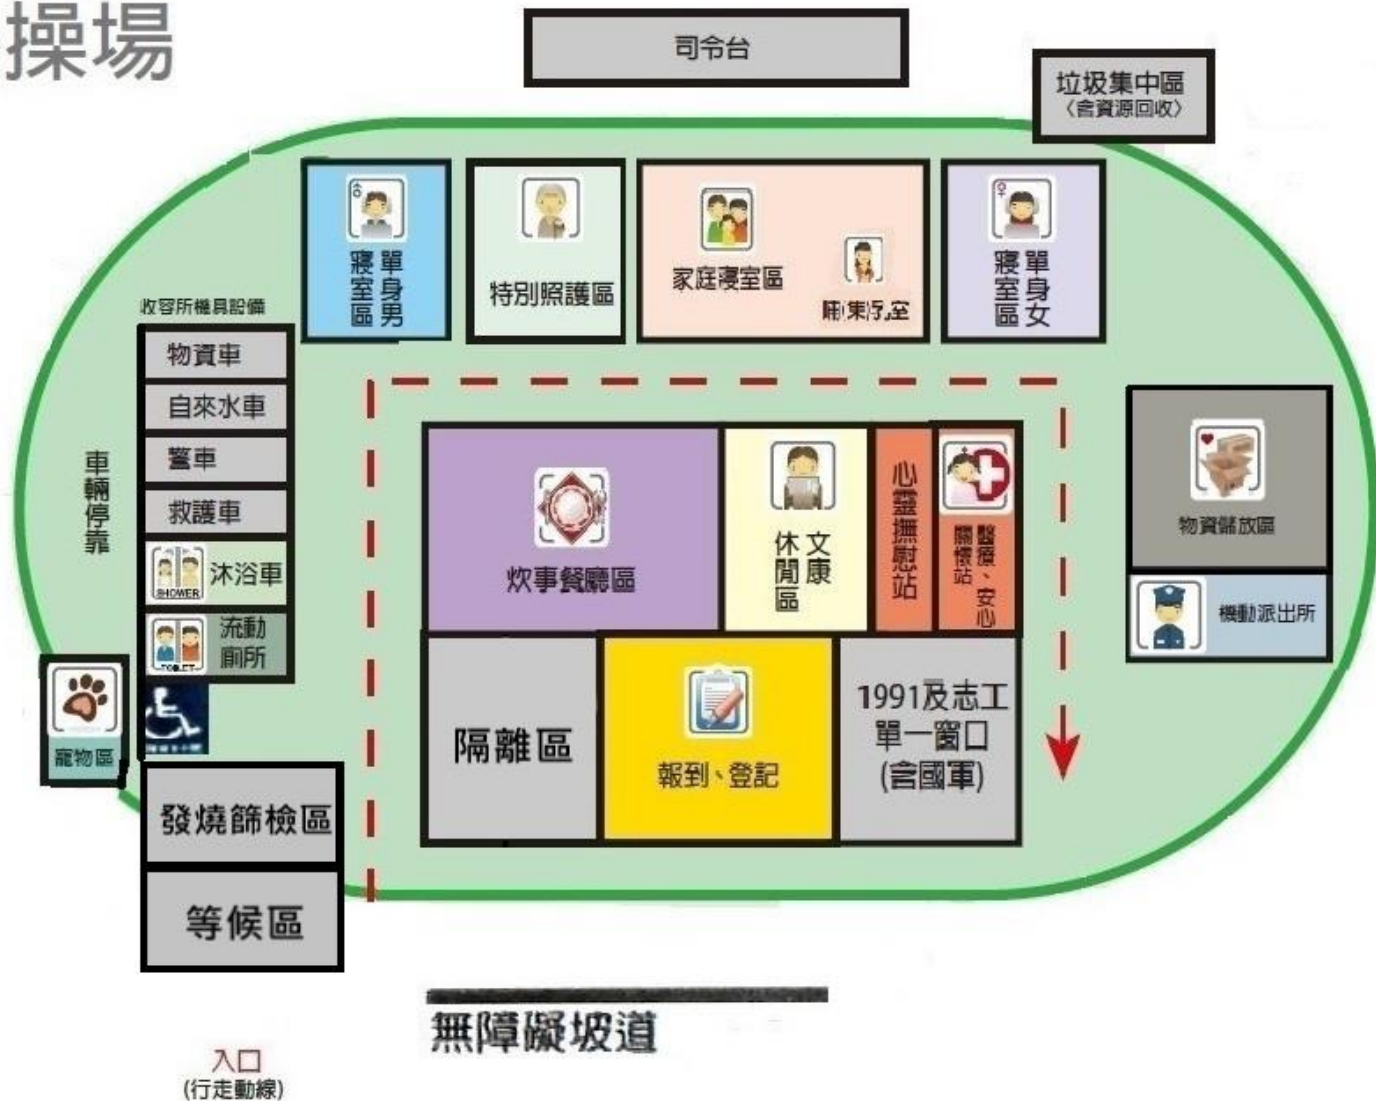 操場
司令台
垃圾集中區
〈含資源回收〉
單身男
寢室區
特別照護區
家庭寢室區
哺(集)乳室
單身女
寢室區
收容所機具設備
物資車
自來水車
警車
救護車
SHOWER
沐浴車
TOILET
流動
廁所
車輛停靠
寵物區
發燒篩檢區
等候區
炊事餐廳區
文康
休閒區
心靈撫慰站
醫療、安心
關懷站
物資儲放區
機動派出所
隔離區
報到、登記
1991及志工
單一窗口
(含國軍)
無障礙坡道
入口
(行走動線)